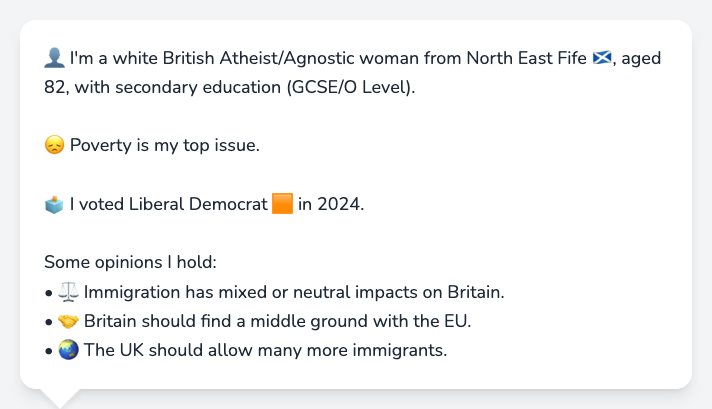 👤 I'm a white British Atheist/Agnostic woman from North East Fife 🏴󠁧󠁢󠁳󠁣󠁴󠁿, aged
82, with secondary education (GCSE/O Level).
😞 Poverty is my top issue.
🗳️ I voted Liberal Democrat 🟧 in 2024.
Some opinions I hold:
• ⚖️ Immigration has mixed or neutral impacts on Britain.
• 🤝 Britain should find a middle ground with the EU.
• 🌏 The UK should allow many more immigrants.